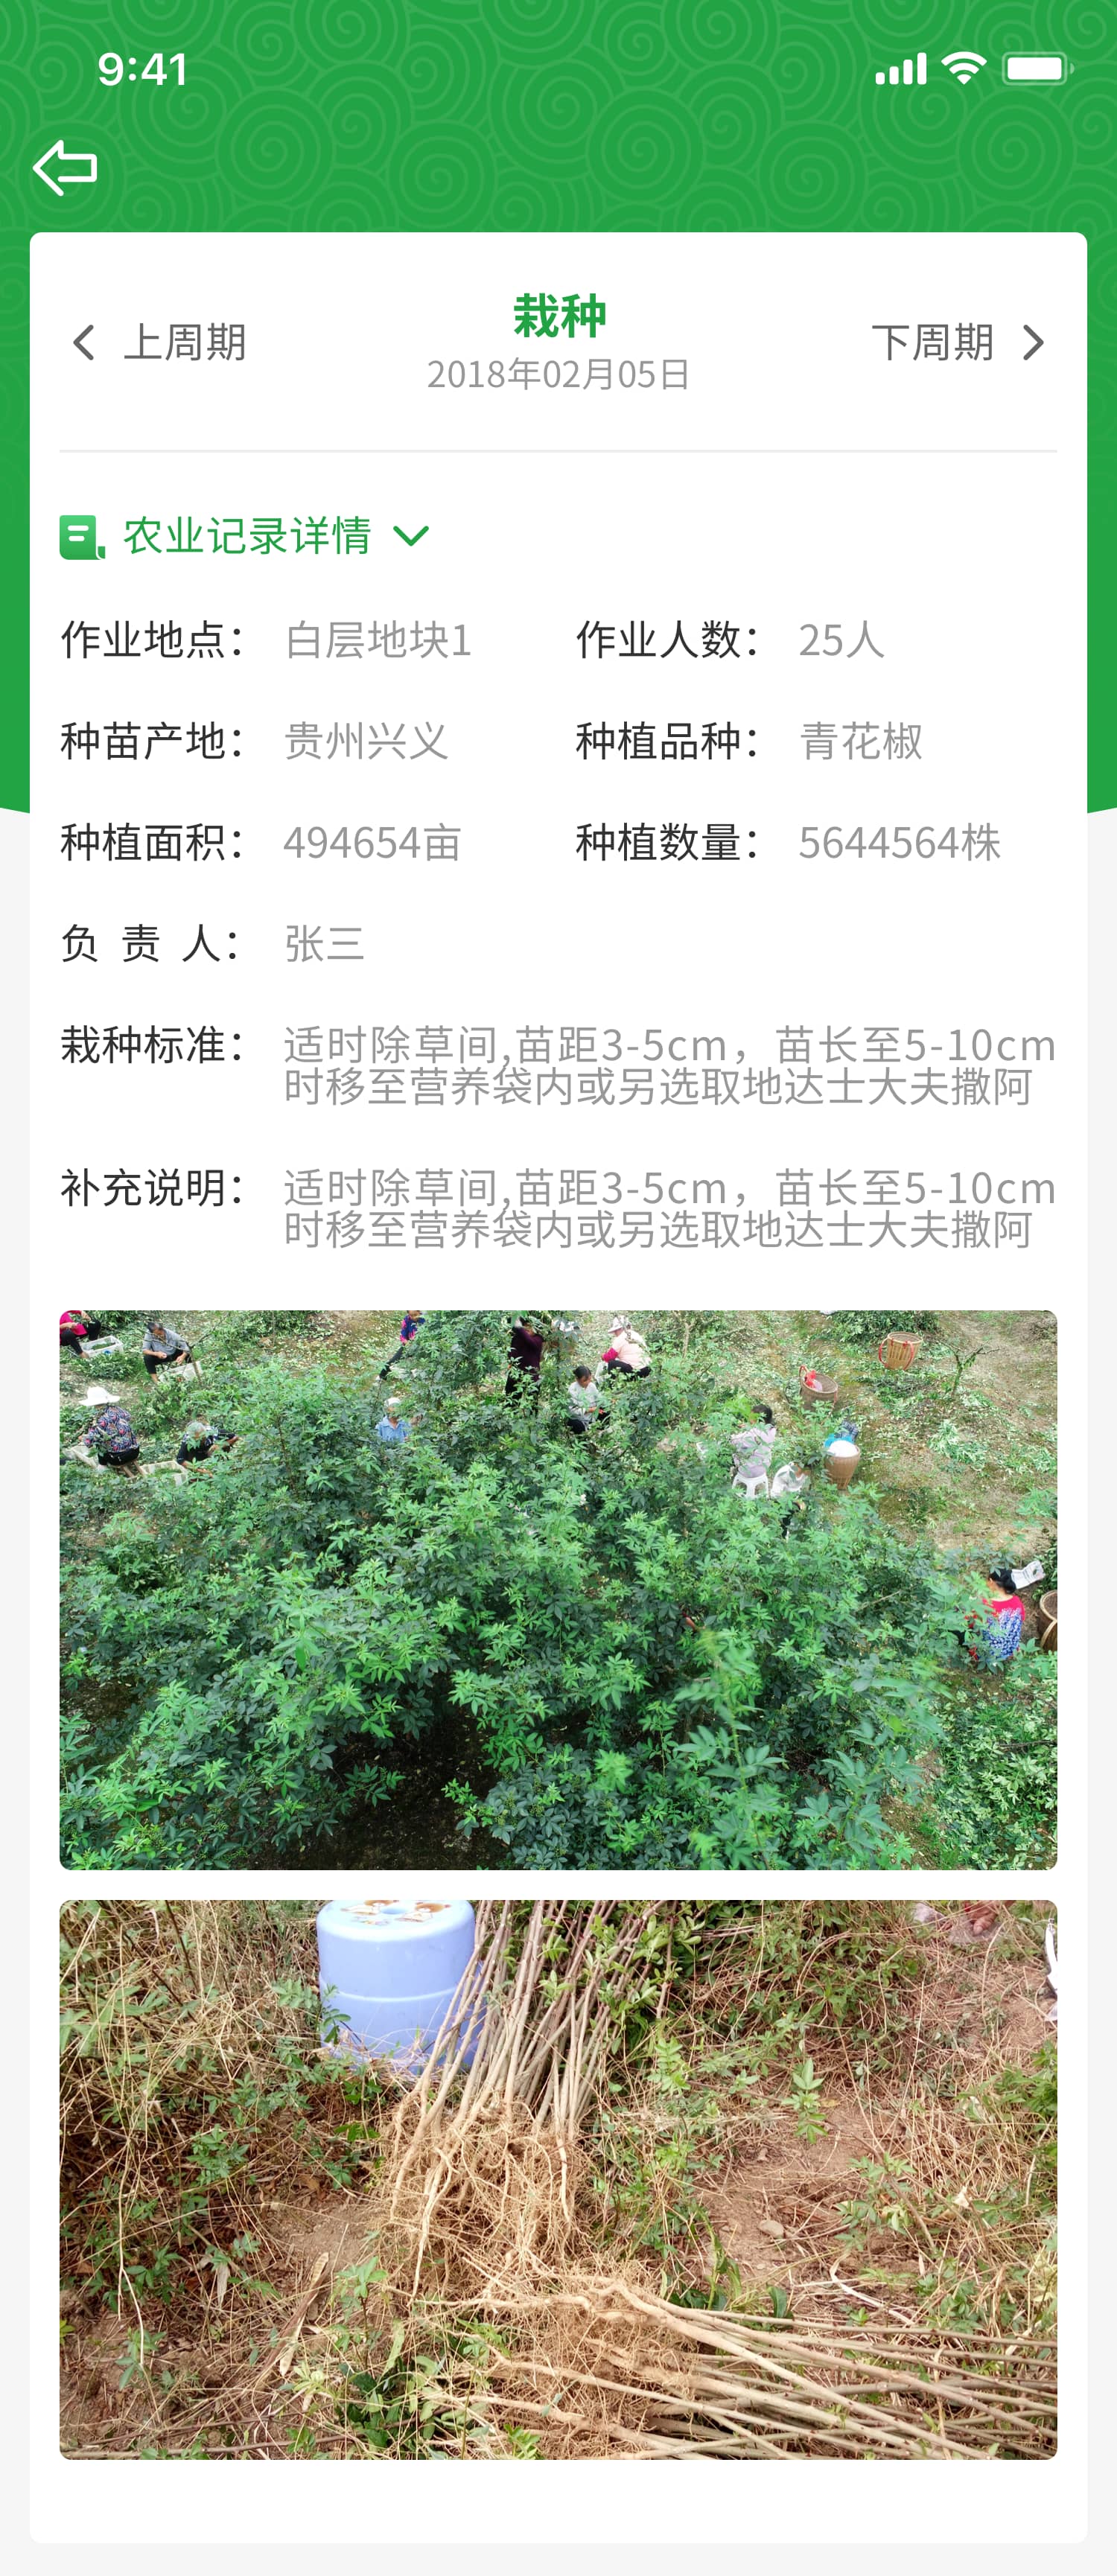 9:41
上周期
栽种
下周期
2018年02月05日
农业记录详情
作业地点： 白层地块1 作业人数： 25人
种苗产地： 贵州兴义 种植品种： 青花椒
种植面积： 494654亩 种植数量： 5644564株
负 责 人： 张三
栽种标准： 适时除草间,苗距3-5cm，苗长至5-10cm
时移至营养袋内或另选取地达士大夫撒阿
补充说明： 适时除草间,苗距3-5cm，苗长至5-10cm
时移至营养袋内或另选取地达士大夫撒阿